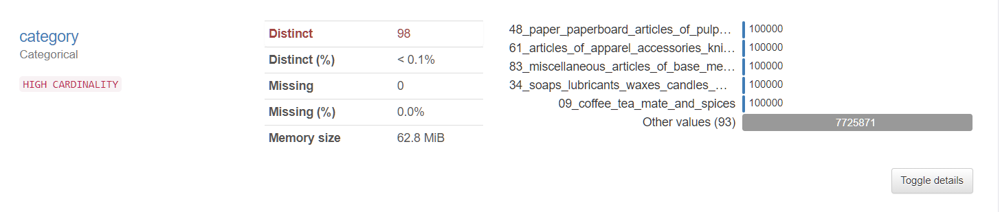 category
Categorical
HIGH CARDINALITY
Distinct 98
Distinct (%) < 0.1%
Missing 0
Missing (%) 0.0%
Memory size 62.8 MiB
48_paper_paperboard_articles_of_pulp… 100000
61_articles_of_apparel_accessories_kni… 100000
83_miscellaneous_articles_of_base_me… 100000
34_soaps_lubricants_waxes_candles_… 100000
09_coffee_tea_mate_and_spices 100000
Other values (93) 7725871
Toggle details